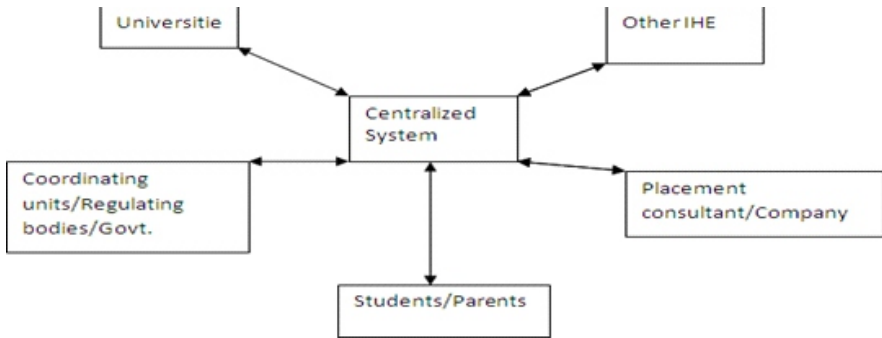 Universitie
Other IHE
Centralized
System
Coordinating
units/Regulating
bodies/Govt.
Placement
consultant/Company
Students/Parents